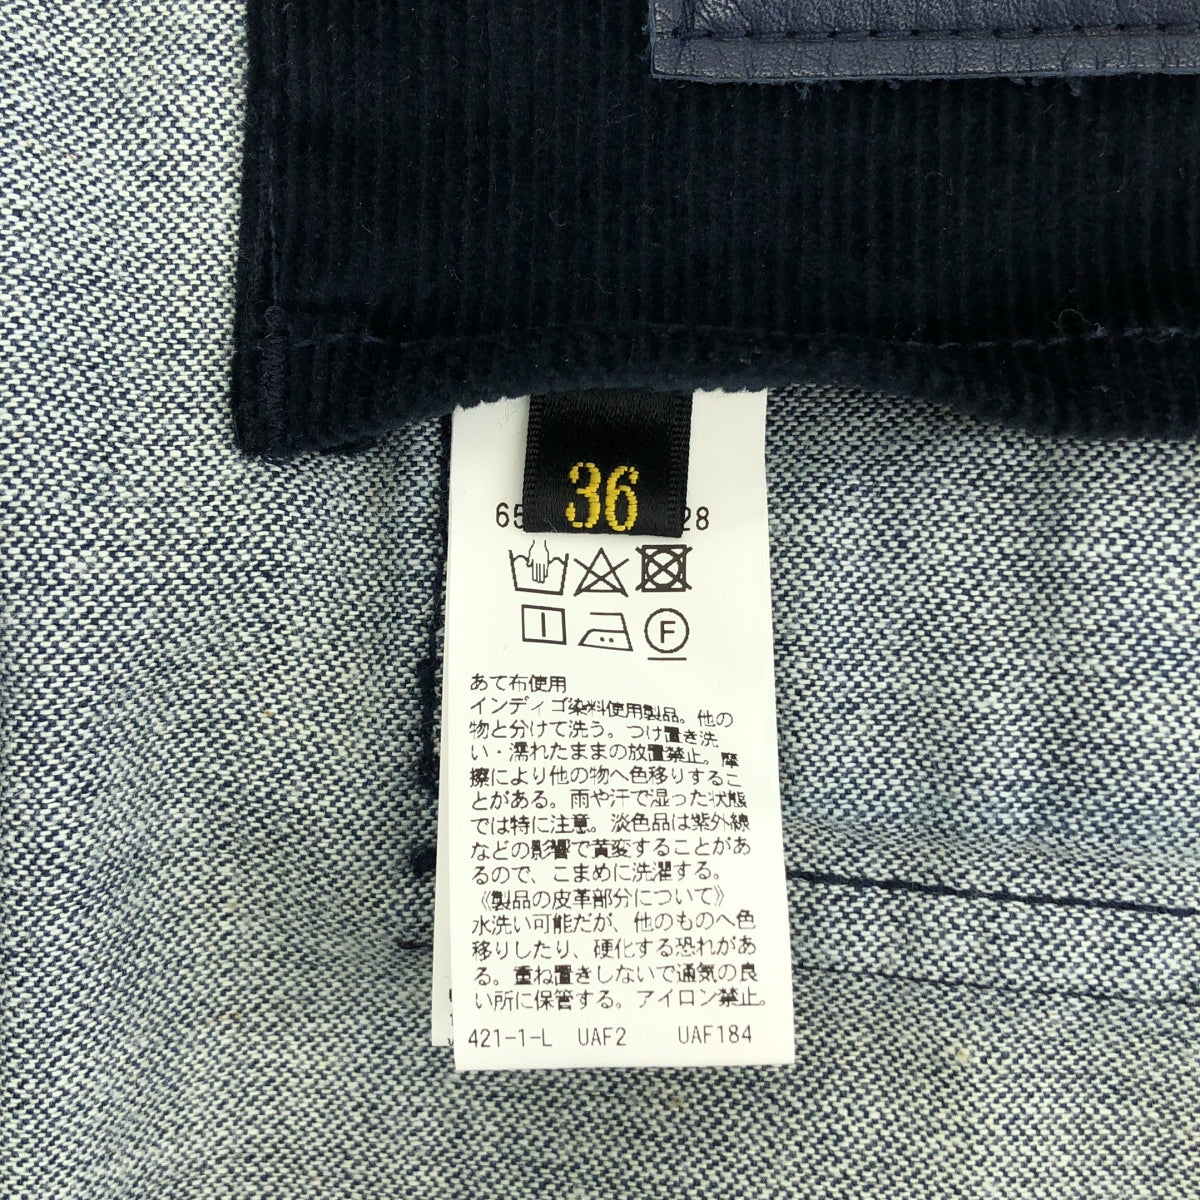 36
65 28
F
あて布使用
インディゴ染料使用製品。他の
物と分けて洗う。つけ置き洗
い・濡れたままの放置禁止。摩
擦により他の物へ色移りするこ
とがある。雨や汗で湿った状態
では特に注意。淡色品は紫外線
などの影響で黄変することがあ
るので、こまめに洗濯する。
《製品の皮革部分について》
水洗い可能だが、他のものへ色
移りしたり、硬化する恐れがあ
る。重ね置きしないで通気の良
い所に保管する。アイロン禁止。
421-1-L UAF2 UAF184